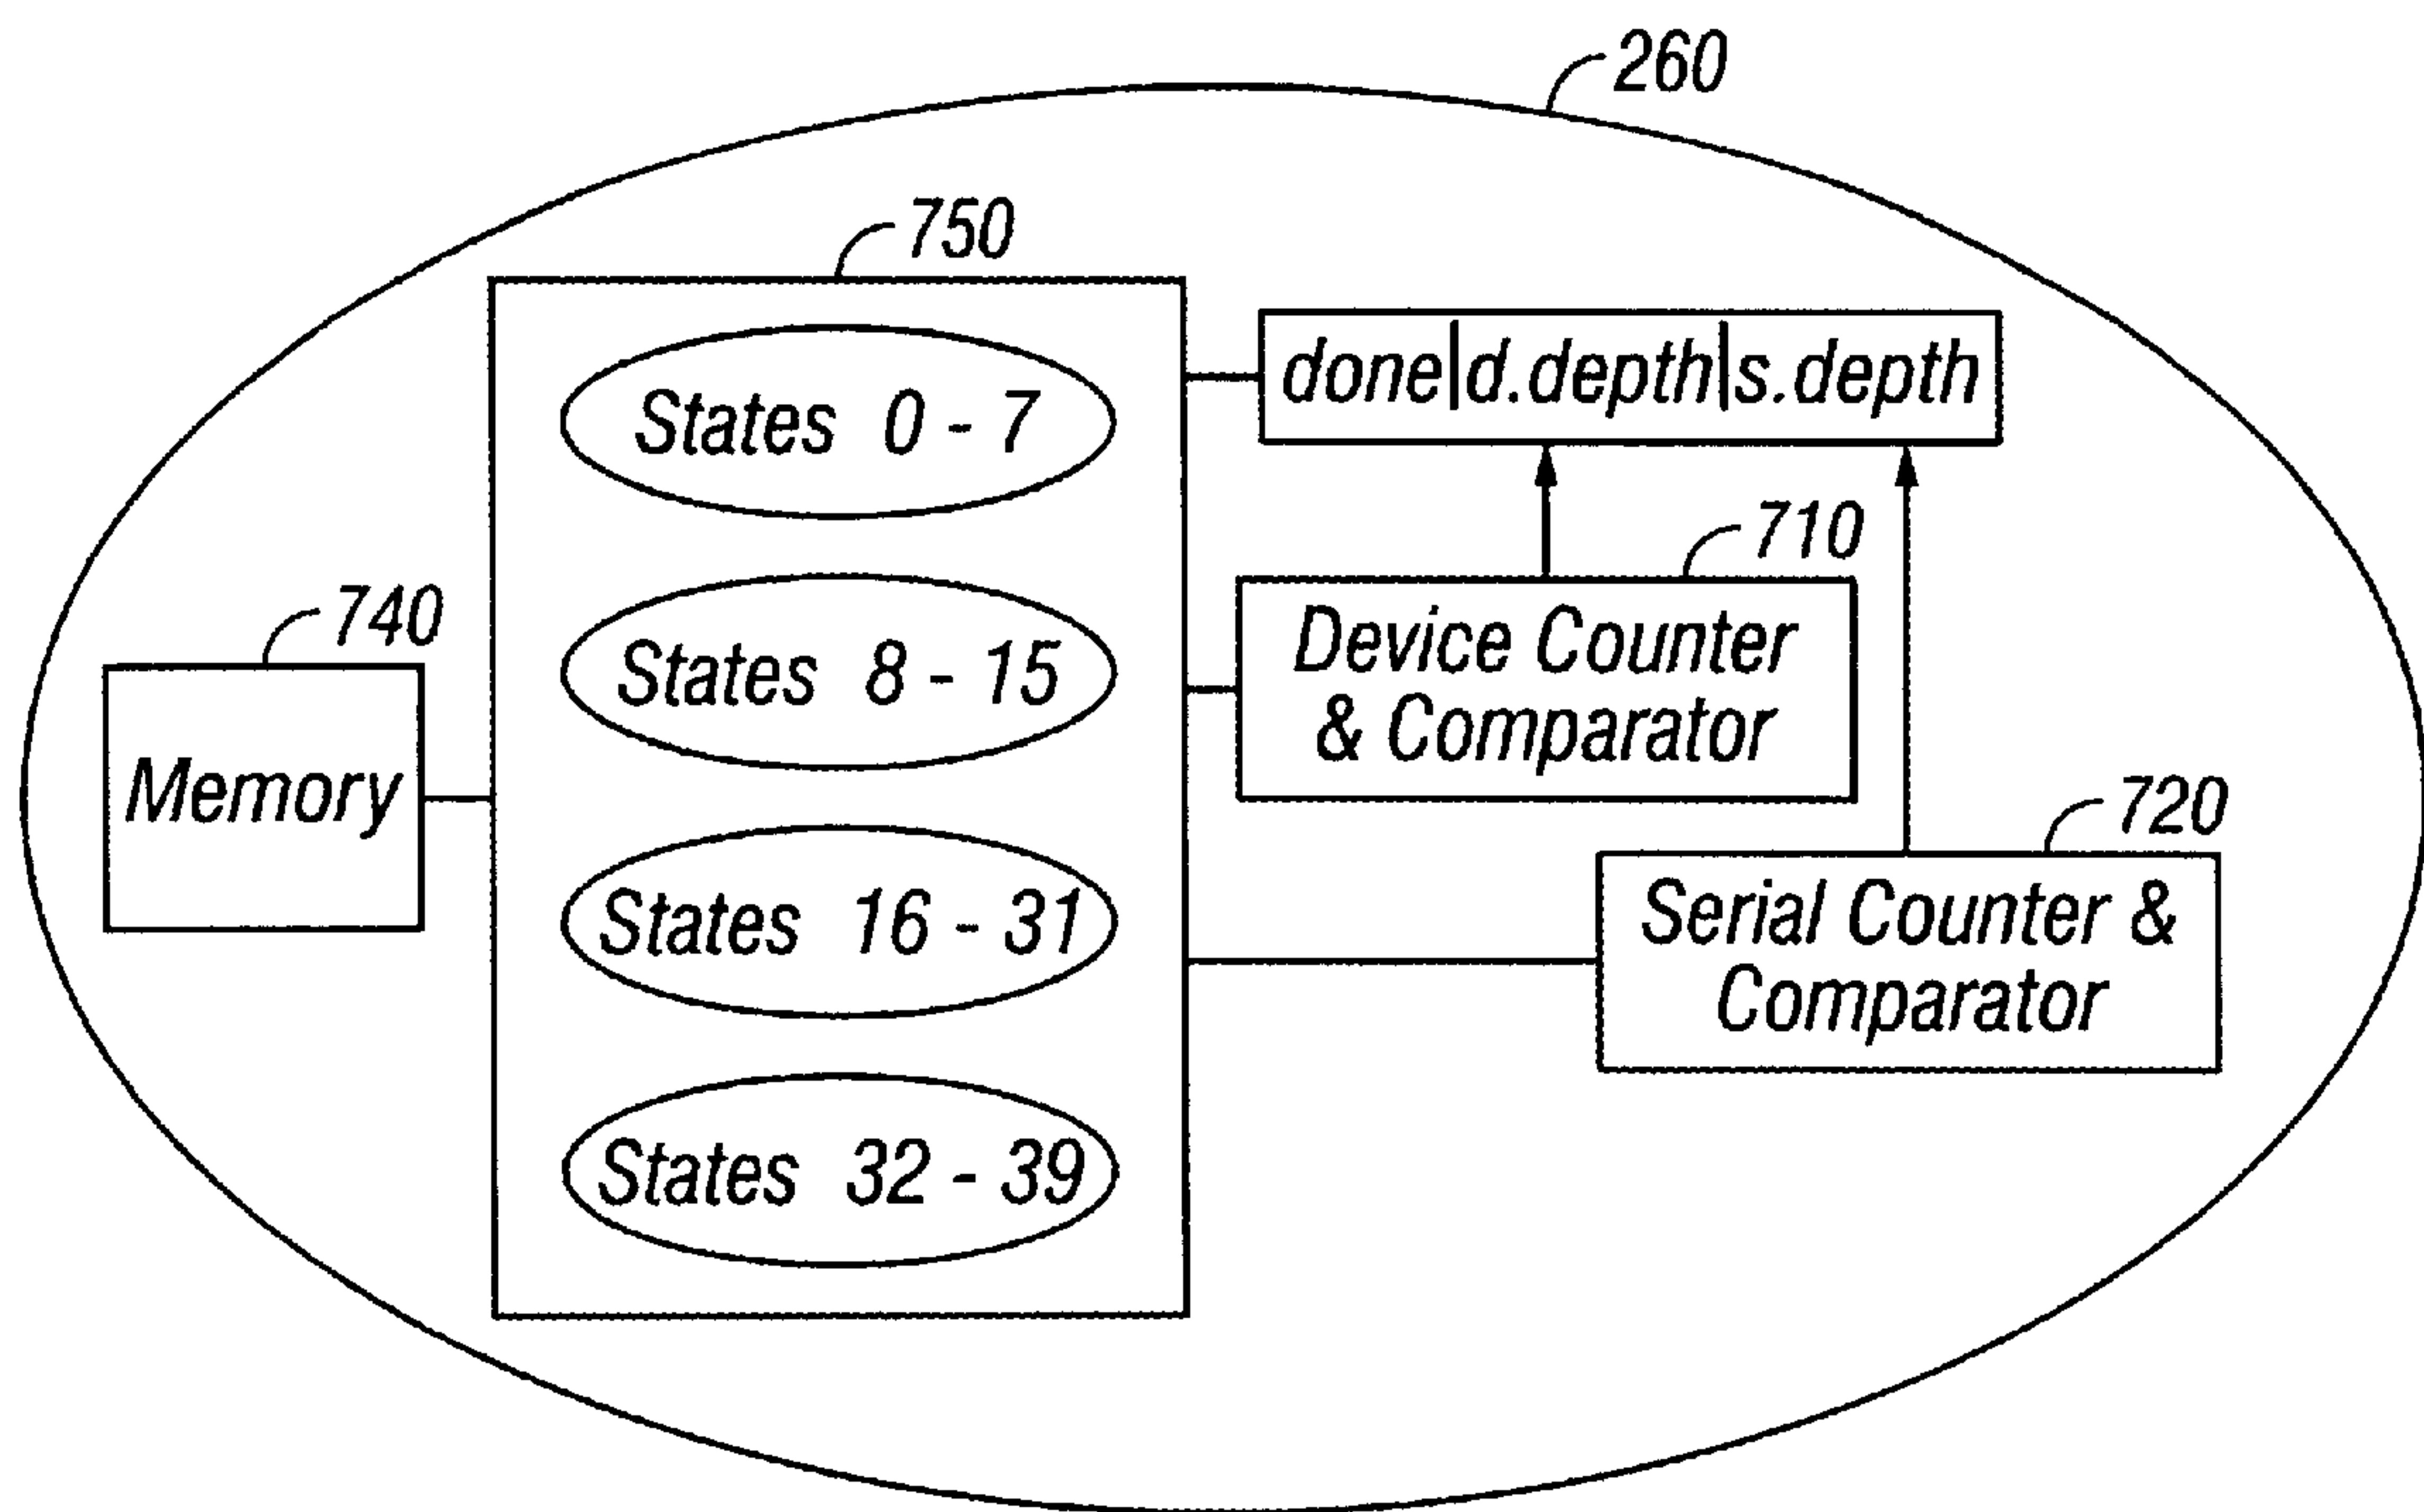 260
750
States 0 - 7
done|d.depth|s.depth
710
740
States 8 - 15
Device Counter
& Comparator
Memory
720
States 16 - 31
Serial Counter &
Comparator
States 32 - 39